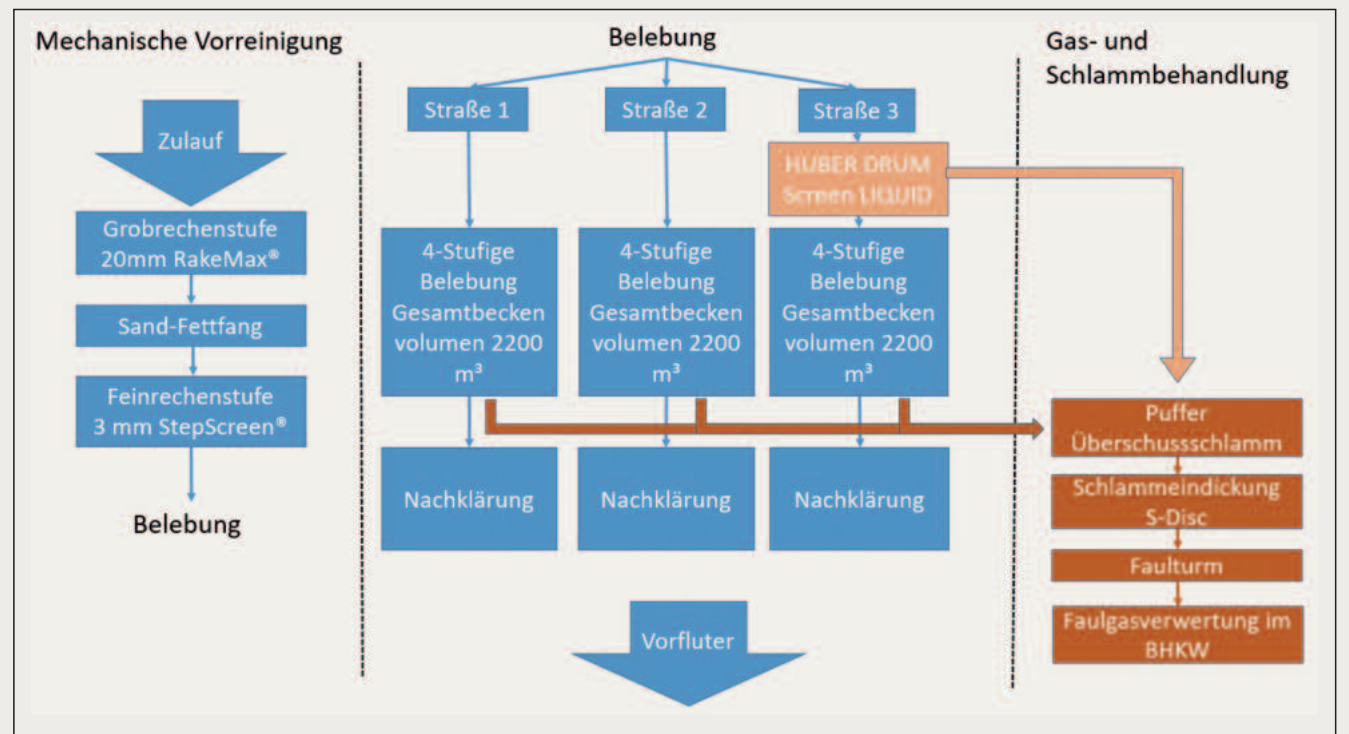 Mechanische Vorreinigung
Zulauf
Grobrechenstufe
20mm RakeMax®
Sand-Fettfang
Feinrechenstufe
3 mm StepScreen®
Belebung
Belebung
Straße 1
Straße 2
Straße 3
HUBER DRUM
Screen LIQUID
4-Stufige
Belebung
Gesamtbecken
volumen 2200
m³
4-Stufige
Belebung
Gesamtbecken
volumen 2200
m³
4-Stufige
Belebung
Gesamtbecken
volumen 2200
m³
Nachklärung
Nachklärung
Nachklärung
Vorfluter
Gas- und
Schlammbehandlung
Puffer
Überschussschlamm
Schlammeindickung
S-Disc
Faulturm
Faulgasverwertung im
BHKW